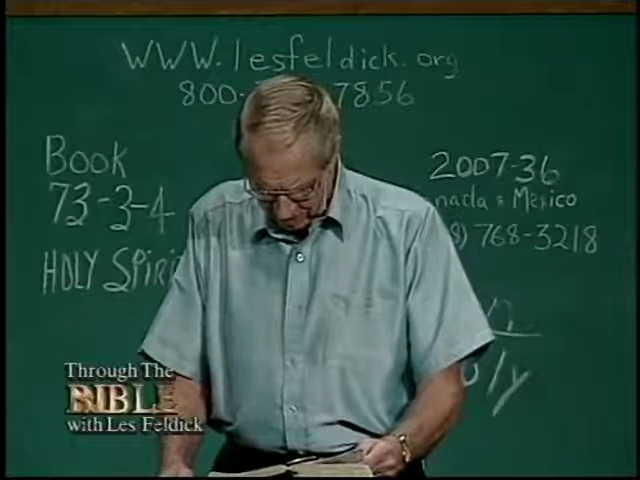 www.lesfeldick.org
800- 7856
Book
73-3-4
2007-36
nada & Mexico
8) 768-3218
HOLY Spiri
Through The
BIBLE
with Les Feldick